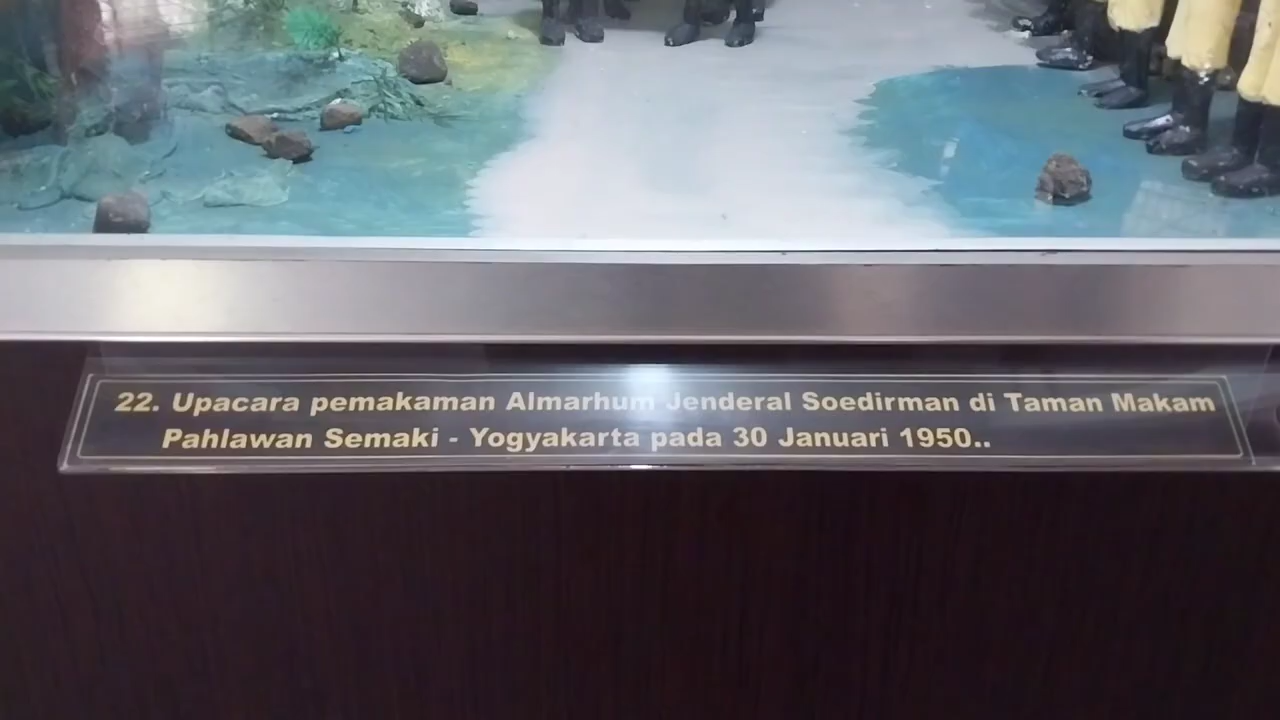 22. Upacara pemakaman Almarhum Jenderal Soedirman di Taman Makam
Pahlawan Semaki - Yogyakarta pada 30 Januari 1950..